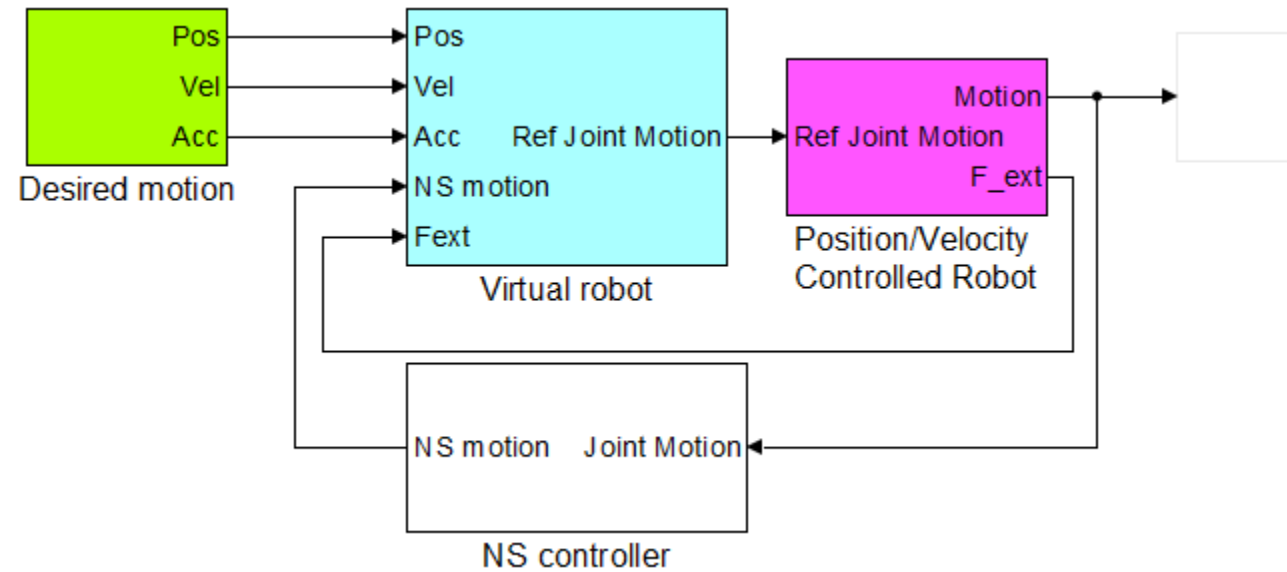 Pos
Vel
Acc
Desired motion
Pos
Vel
Acc
NS motion
Fext
Ref Joint Motion
Virtual robot
Motion
Ref Joint Motion
F_ext
Position/Velocity
Controlled Robot
NS motion
Joint Motion
NS controller